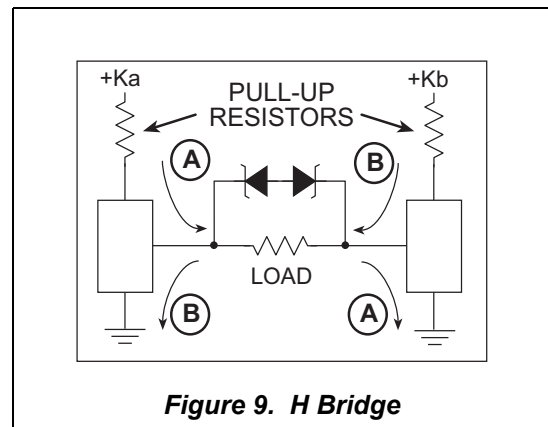 +Ka
+Kb
PULL-UP
RESISTORS
A
B
LOAD
B
A
Figure 9. H Bridge